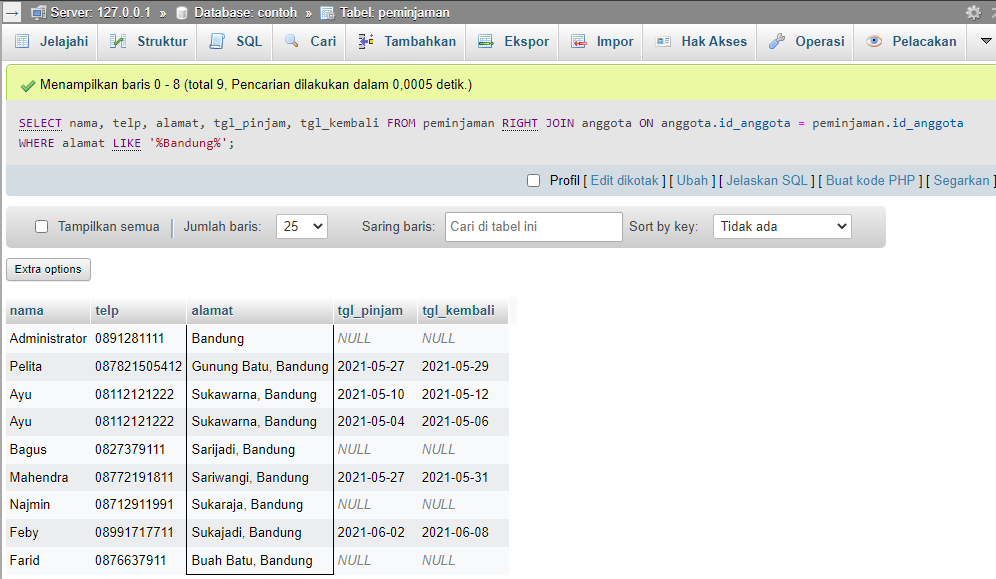 Server: 127.0.0.1 » Database: contoh » Tabel: peminjaman
Jelajahi Struktur SQL Cari Tambahkan Ekspor Impor Hak Akses Operasi Pelacakan
Menampilkan baris 0 - 8 (total 9, Pencarian dilakukan dalam 0,0005 detik.)
SELECT nama, telp, alamat, tgl_pinjam, tgl_kembali FROM peminjaman RIGHT JOIN anggota ON anggota.id_anggota = peminjaman.id_anggota
WHERE alamat LIKE '%Bandung%';
Profil [ Edit dikotak ] [ Ubah ] [ Jelaskan SQL ] [ Buat kode PHP ] [ Segarkan ]
Tampilkan semua Jumlah baris: 25 Saring baris: Cari di tabel ini Sort by key: Tidak ada
Extra options
nama telp alamat tgl_pinjam tgl_kembali
Administrator 0891281111 Bandung NULL NULL
Pelita 087821505412 Gunung Batu, Bandung 2021-05-27 2021-05-29
Ayu 08112121222 Sukawarna, Bandung 2021-05-10 2021-05-12
Ayu 08112121222 Sukawarna, Bandung 2021-05-04 2021-05-06
Bagus 0827379111 Sarijadi, Bandung NULL NULL
Mahendra 08772191811 Sariwangi, Bandung 2021-05-27 2021-05-31
Najmin 08712911991 Sukaraja, Bandung NULL NULL
Feby 08991717711 Sukajadi, Bandung 2021-06-02 2021-06-08
Farid 0876637911 Buah Batu, Bandung NULL NULL